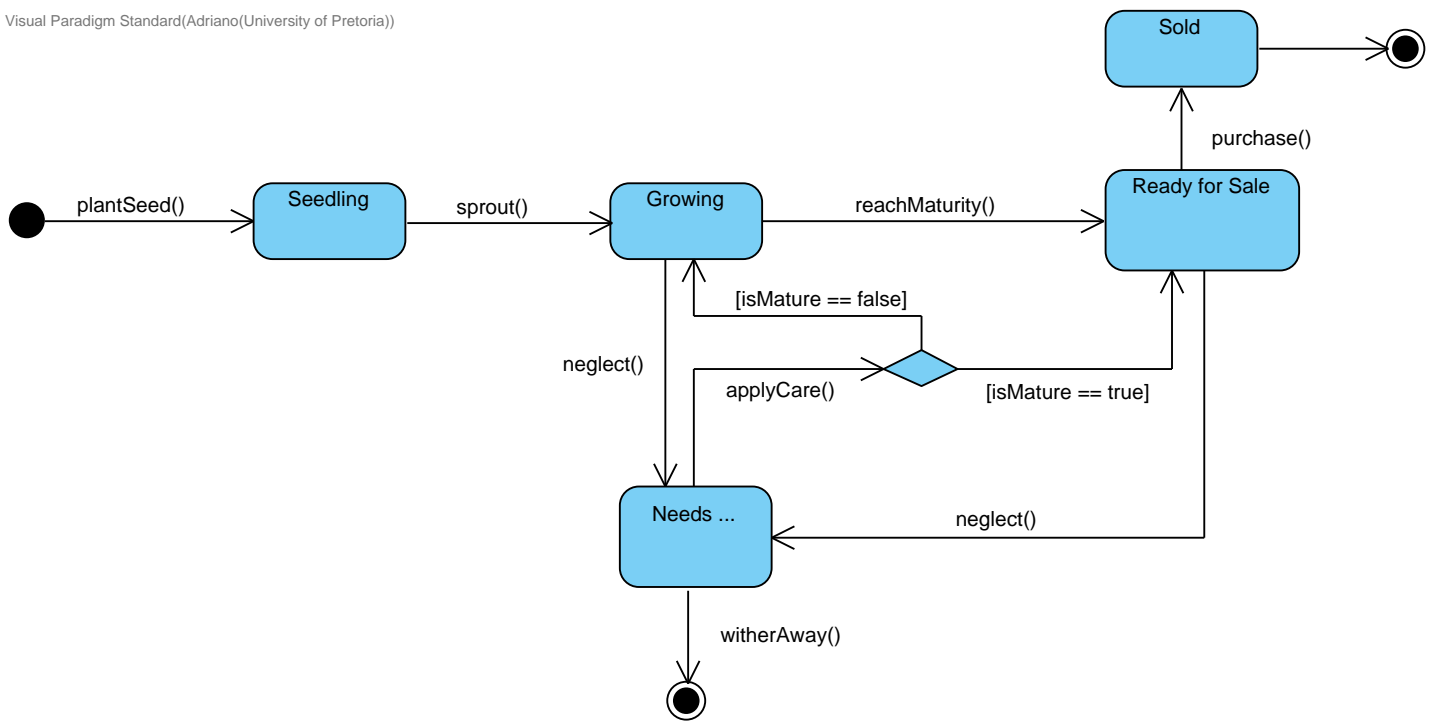 Visual Paradigm Standard(Adriano(University of Pretoria))
Sold
purchase()
Ready for Sale
plantSeed()
Seedling
sprout()
Growing
reachMaturity()
[isMature == false]
neglect()
applyCare()
[isMature == true]
Needs ...
neglect()
witherAway()